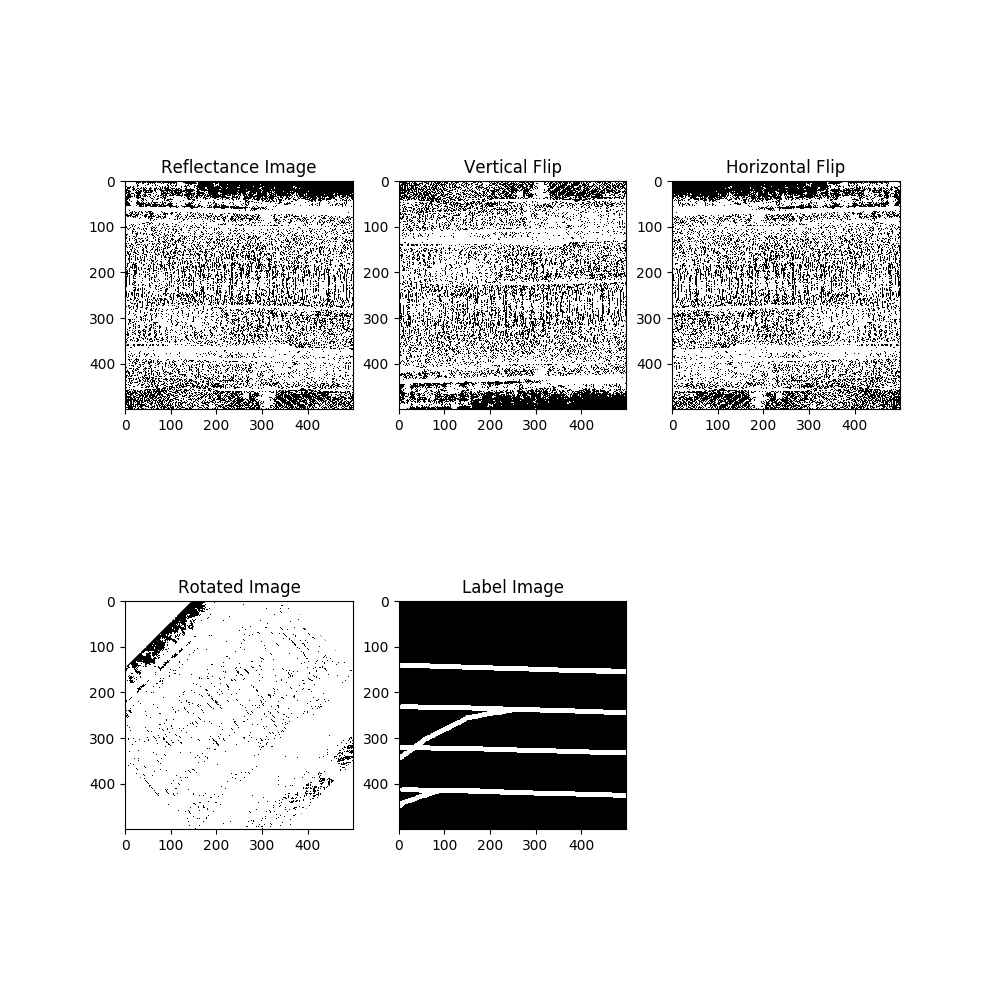 Reflectance Image Vertical Flip Horizontal Flip
0 0 0
100 100 100
200 200 200
300 300 300
400 400 400
0 100 200 300 400 0 100 200 300 400 0 100 200 300 400
Rotated Image Label Image
0 0
100 100
200 200
300 300
400 400
0 100 200 300 400 0 100 200 300 400